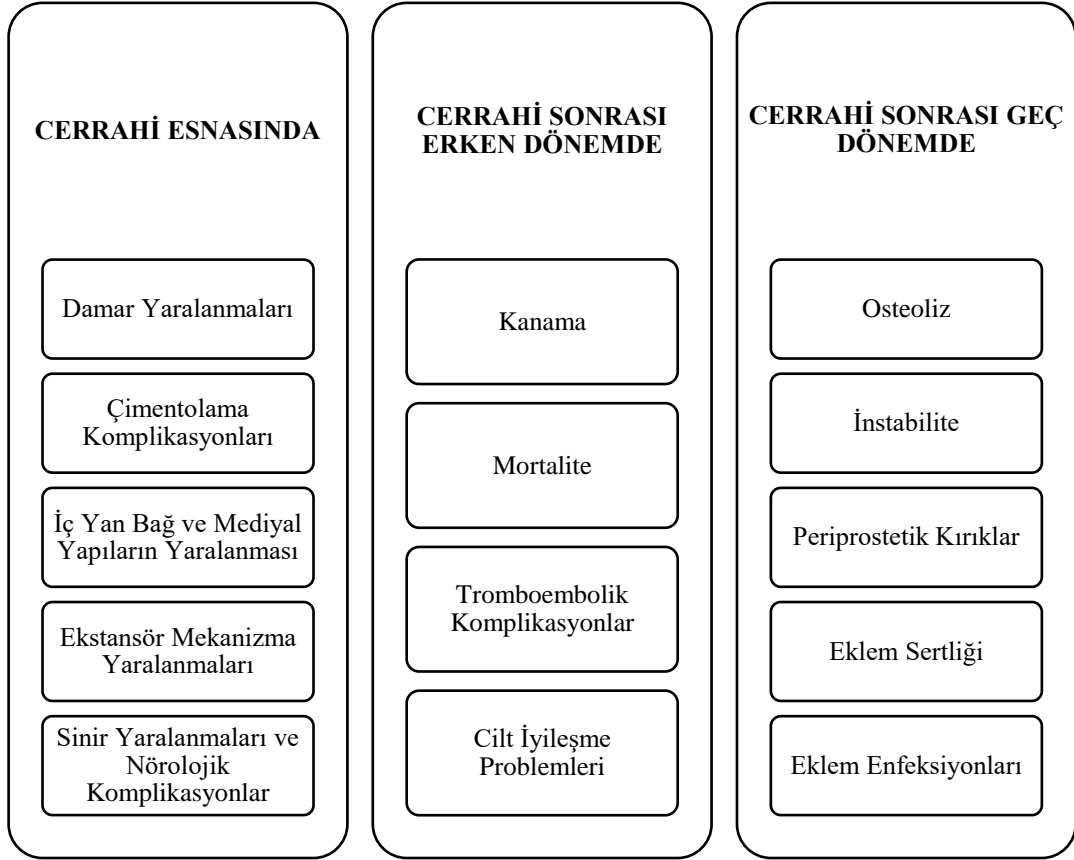 CERRAHİ ESNASINDA
Damar Yaralanmaları
Çimentolama
Komplikasyonları
İç Yan Bağ ve Mediyal
Yapıların Yaralanması
Ekstansör Mekanizma
Yaralanmaları
Sinir Yaralanmaları ve
Nörolojik
Komplikasyonlar
CERRAHİ SONRASI
ERKEN DÖNEMDE
Kanama
Mortalite
Tromboembolik
Komplikasyonlar
Cilt İyileşme
Problemleri
CERRAHİ SONRASI GEÇ
DÖNEMDE
Osteoliz
İnstabilite
Periprostetik Kırıklar
Eklem Sertliği
Eklem Enfeksiyonları